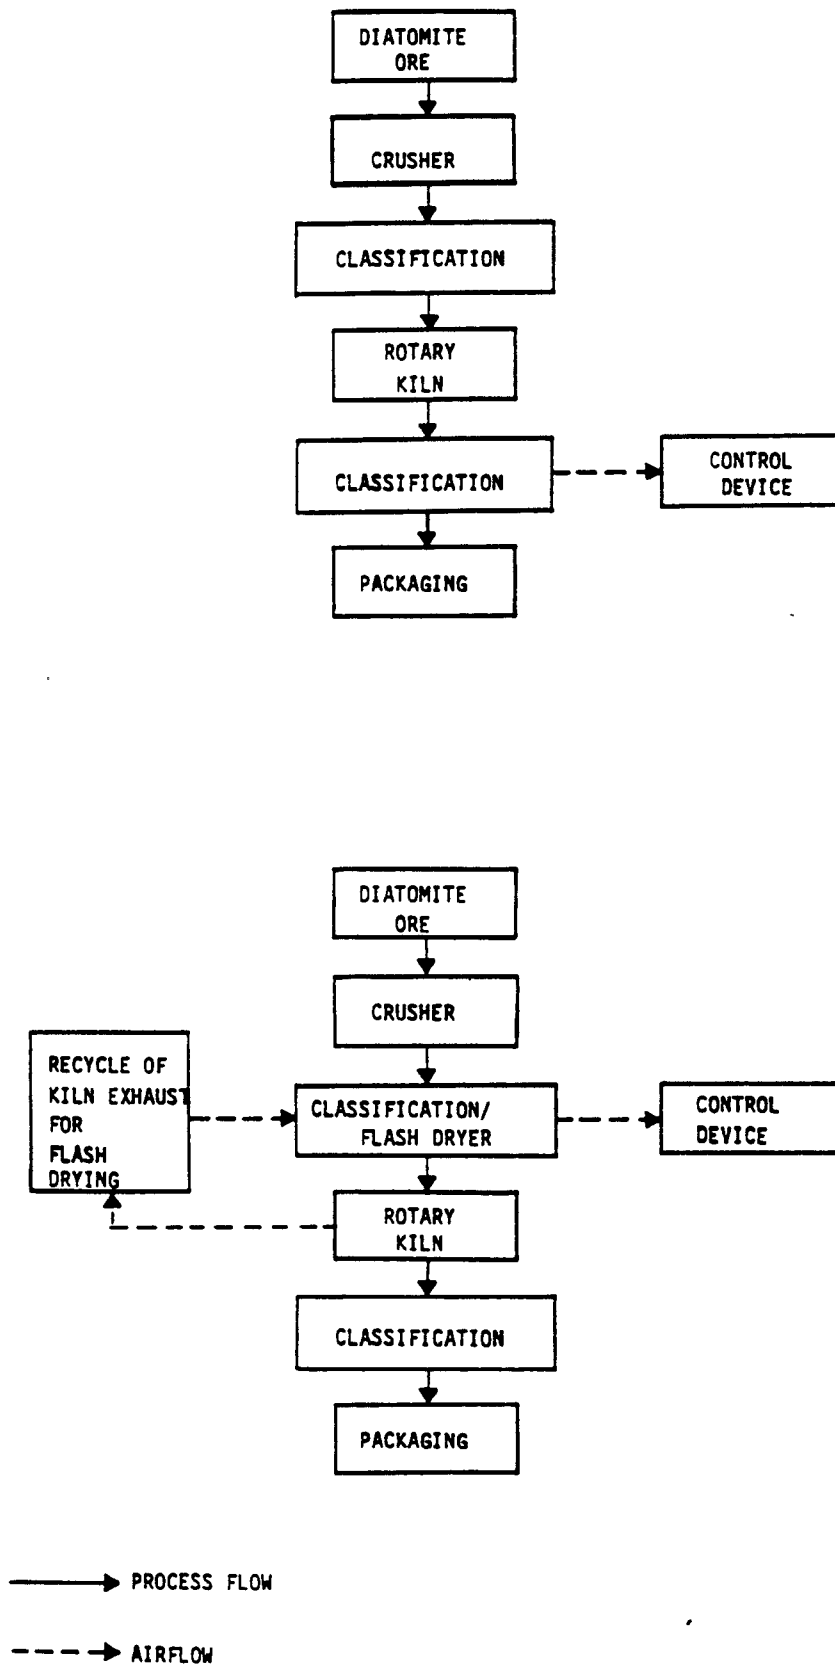 DIATOMITE
ORE
CRUSHER
CLASSIFICATION
ROTARY
KILN
CLASSIFICATION
CONTROL
DEVICE
PACKAGING
DIATOMITE
ORE
CRUSHER
RECYCLE OF
KILN EXHAUST
FOR
FLASH
DRYING
CLASSIFICATION/
FLASH DRYER
CONTROL
DEVICE
ROTARY
KILN
CLASSIFICATION
PACKAGING
PROCESS FLOW
AIRFLOW